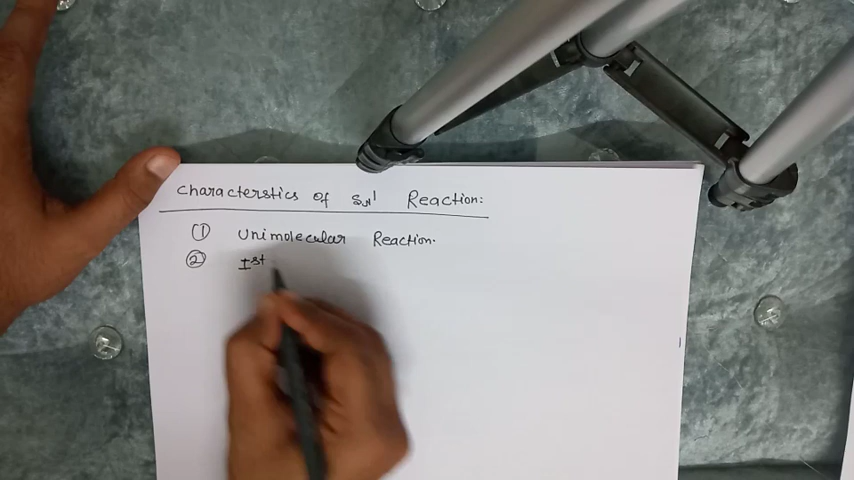 Characterstics of SN1 Reaction:
① Unimolecular Reaction.
② Ist